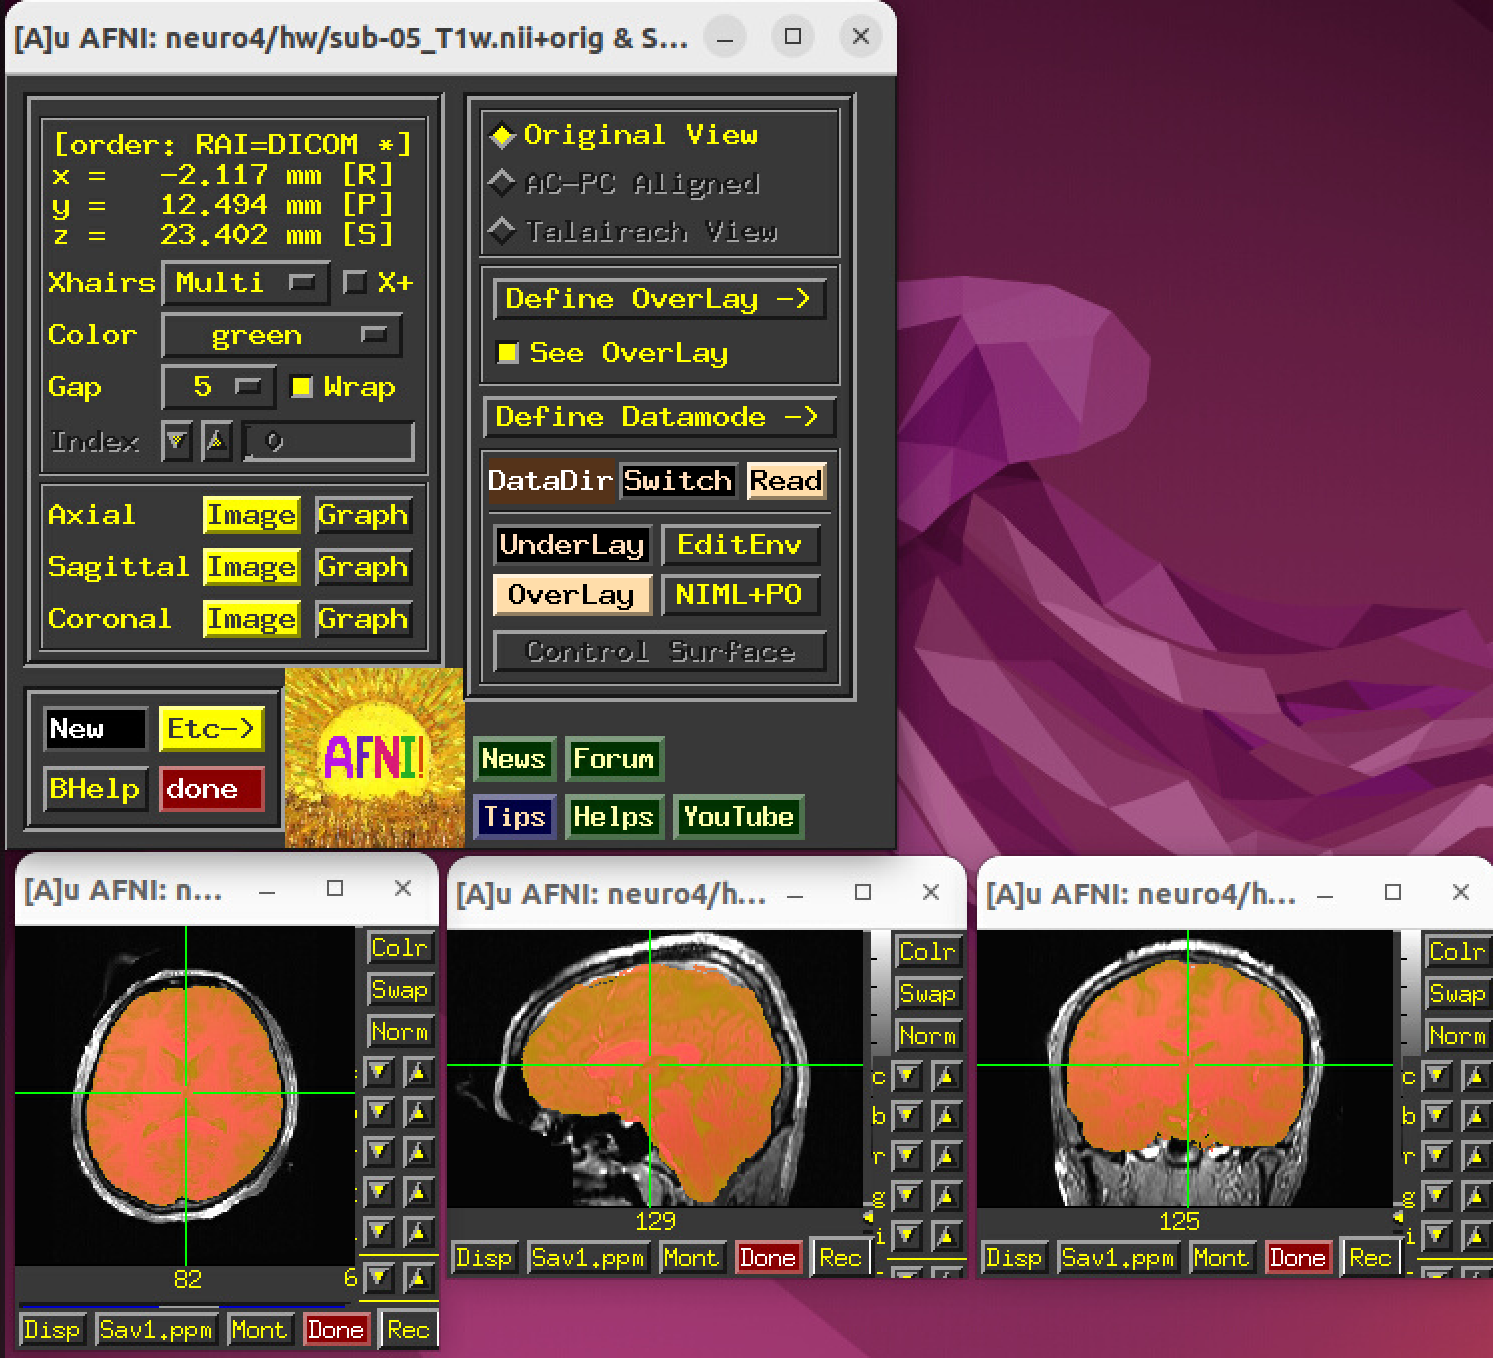 [A]u AFNI: neuro4/hw/sub-05_T1w.nii+orig & S...
[order: RAI=DICOM *]
x = -2.117 mm [R]
y = 12.494 mm [P]
z = 23.402 mm [S]
Xhairs Multi X+
Color green
Gap 5 Wrap
Index 0
Axial Image Graph
Sagittal Image Graph
Coronal Image Graph
Original View
AC-PC Aligned
Talairach View
Define OverLay ->
See OverLay
Define Datamode ->
DataDir Switch Read
UnderLay EditEnv
OverLay NIML+PO
Control Surface
New Etc->
BHelp done
AFNI!
News Forum
Tips Helps YouTube
[A]u AFNI: n...
Colr
Swap
Norm
82 6
Disp Sav1.ppm Mont Done Rec
[A]u AFNI: neuro4/h...
Colr
Swap
Norm
c
b
r
g
i
129
Disp Sav1.ppm Mont Done Rec
[A]u AFNI: neuro4/h...
Colr
Swap
Norm
c
b
r
g
i
125
Disp Sav1.ppm Mont Done Rec